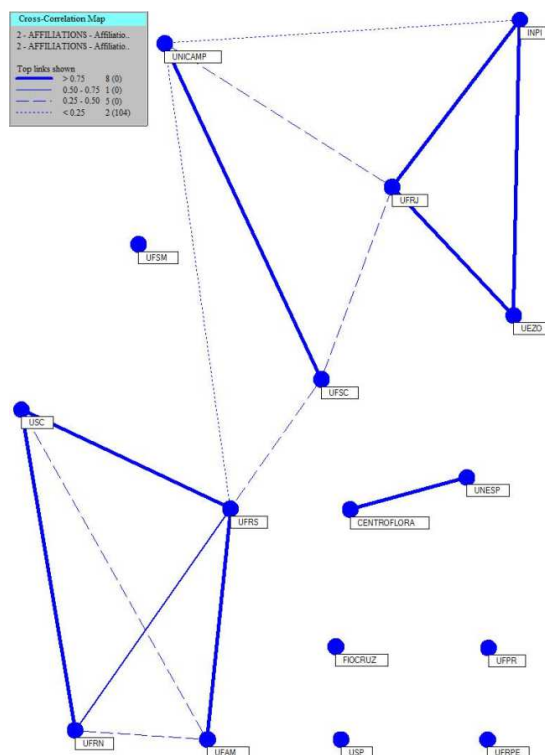 Cross-Correlation Map
2 - AFFILIATIONS - Affiliatio..
2 - AFFILIATIONS - Affiliatio..
Top links shown
> 0.75 8 (0)
0.50 - 0.75 1 (0)
0.25 - 0.50 5 (0)
< 0.25 2 (104)
INPI
UNICAMP
UFRJ
UFSM
UEZO
UFSC
USC
UNESP
UFRS
CENTROFLORA
FIOCRUZ
UFPR
UFRN
UFAM
USP
UFRPE